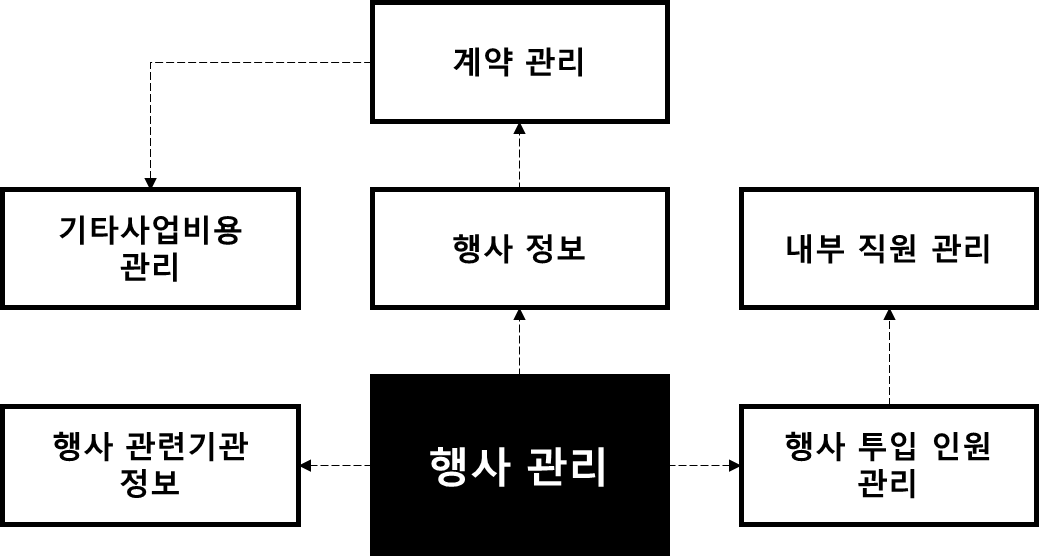 계약 관리
기타사업비용
관리
행사 정보
내부 직원 관리
행사 관련기관
정보
행사 관리
행사 투입 인원
관리